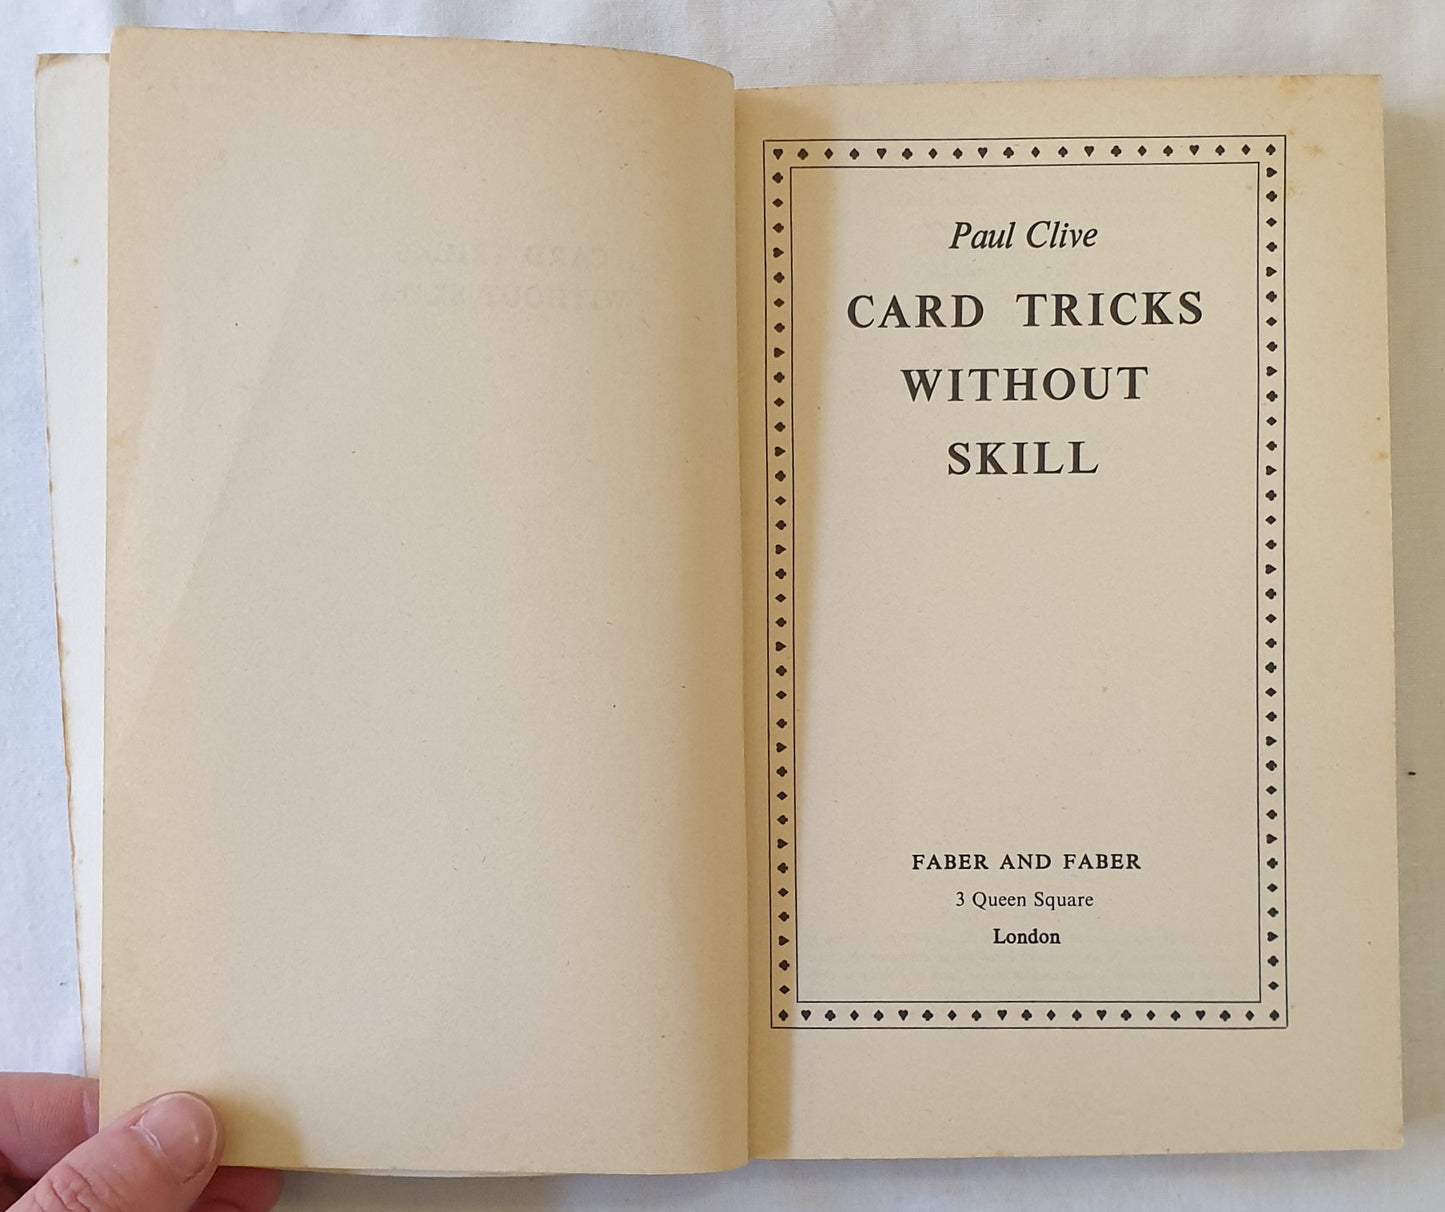 Paul Clive
CARD TRICKS
WITHOUT
SKILL
FABER AND FABER
3 Queen Square
London